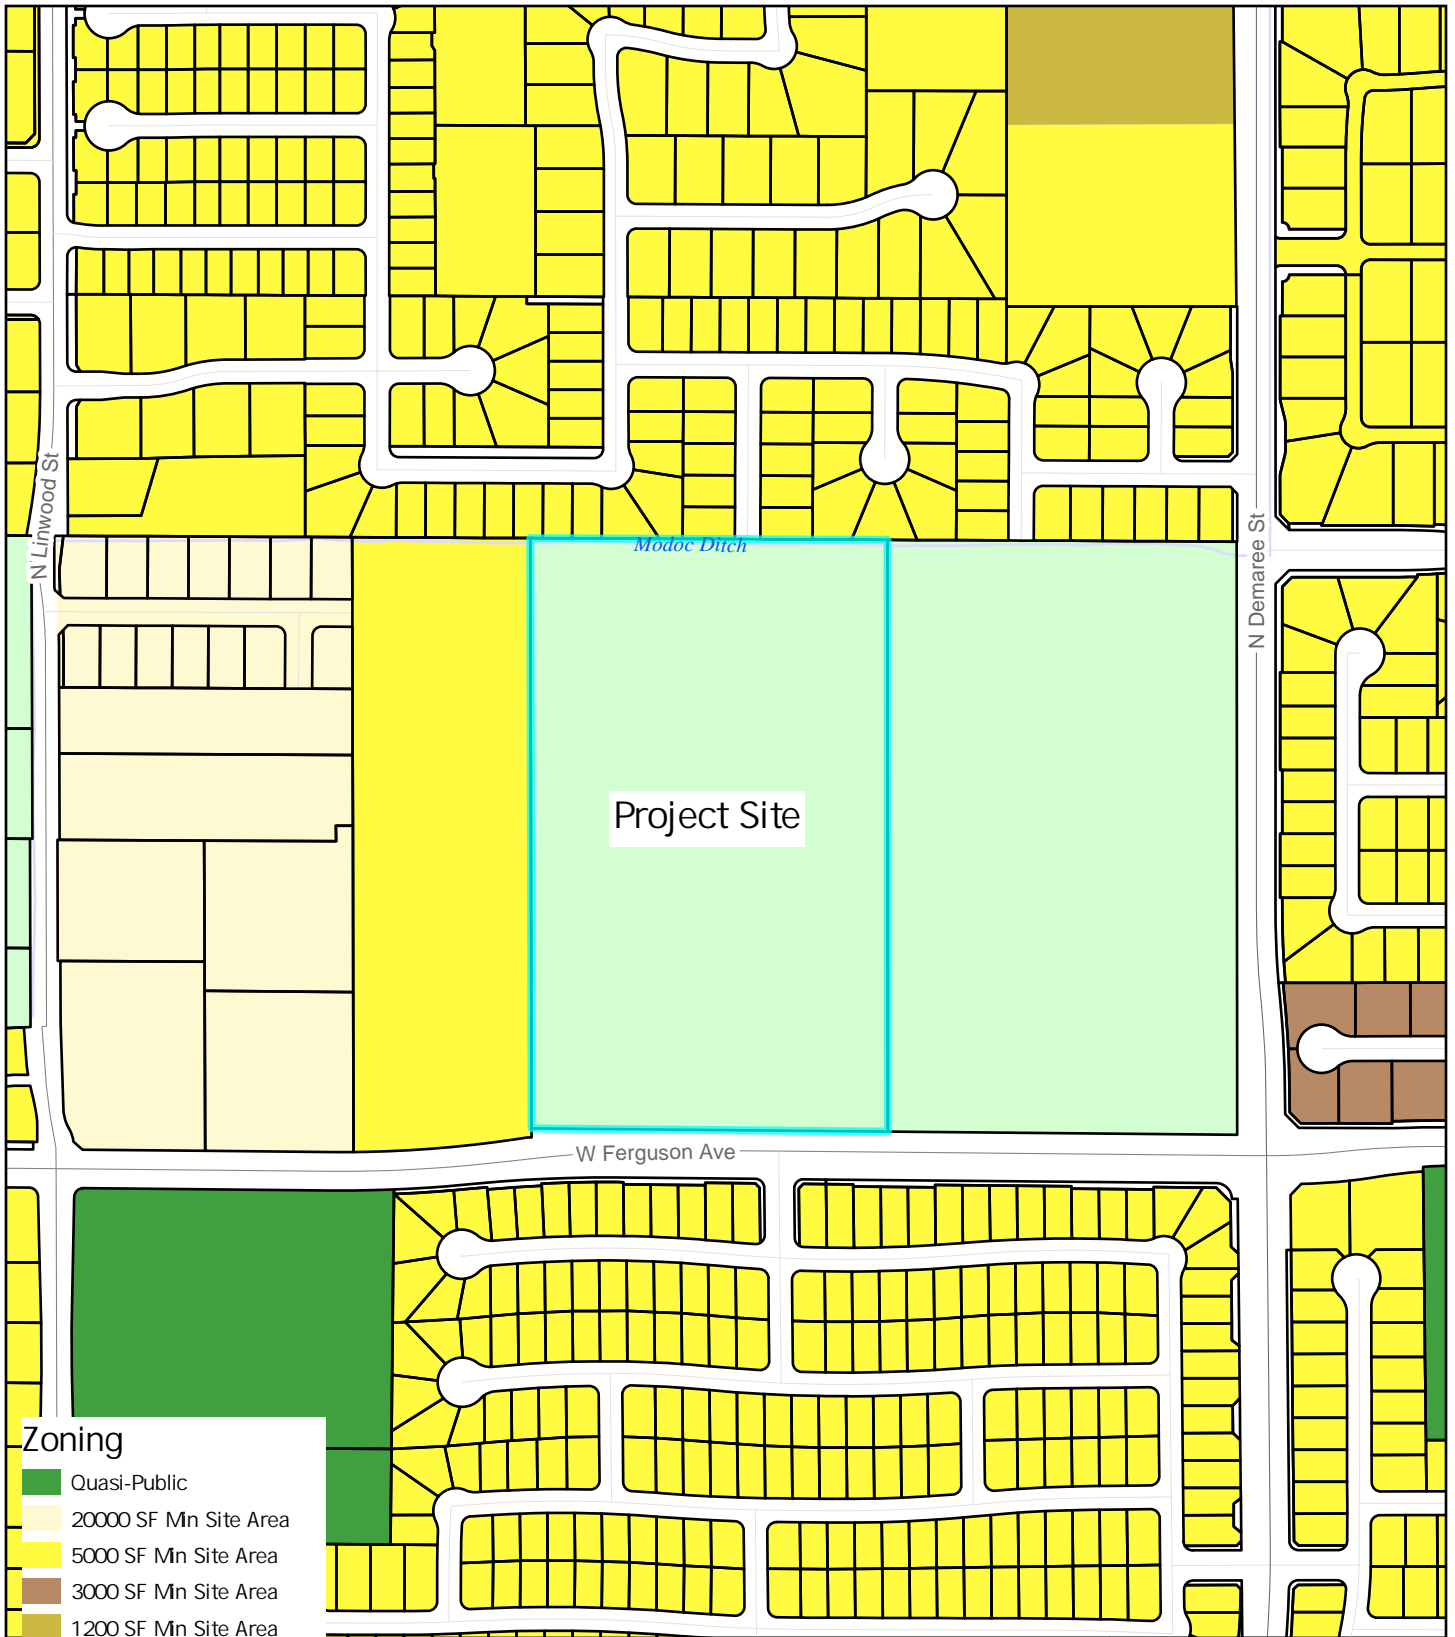 N Linwood St
Modoc Ditch
N Demaree St
Project Site
W Ferguson Ave
Zoning
Quasi-Public
20000 SF Min Site Area
5000 SF Min Site Area
3000 SF Min Site Area
1200 SF Min Site Area